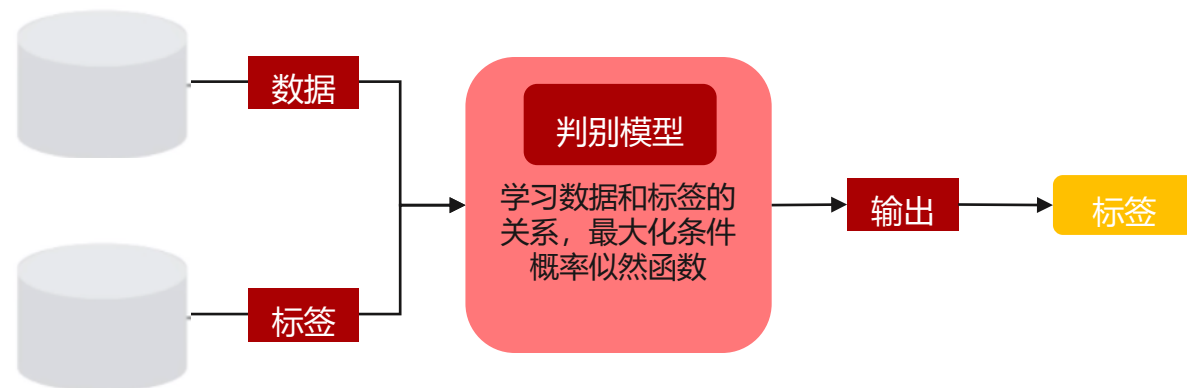 数据
判别模型
学习数据和标签的
关系，最大化条件
概率似然函数
输出
标签
标签